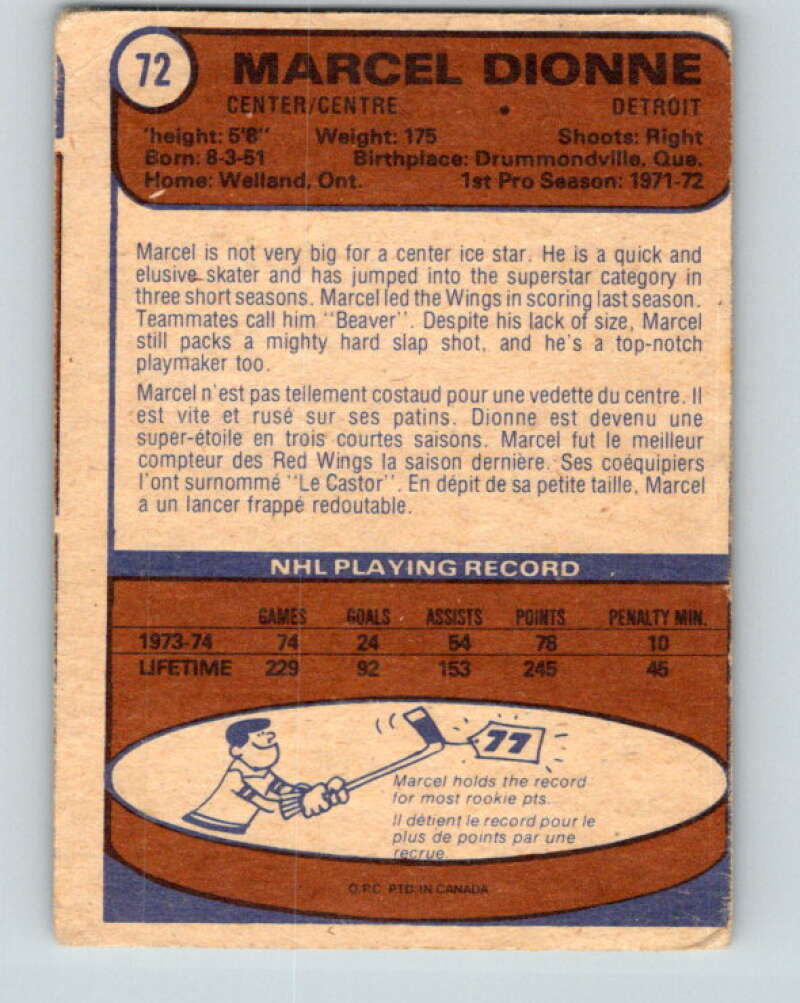 72 MARCEL DIONNE
CENTER/CENTRE DETROIT
'height: 5'8" Weight: 175 Shoots: Right
Born: 8-3-51 Birthplace: Drummondville, Que.
Home: Welland, Ont. 1st Pro Season: 1971-72
Marcel is not very big for a center ice star. He is a quick and
elusive skater and has jumped into the superstar category in
three short seasons. Marcel led the Wings in scoring last season.
Teammates call him "Beaver". Despite his lack of size, Marcel
still packs a mighty hard slap shot, and he's a top-notch
playmaker too.
Marcel n'est pas tellement costaud pour une vedette du centre. Il
est vite et rusé sur ses patins. Dionne est devenu une
super-étoile en trois courtes saisons. Marcel fut le meilleur
compteur des Red Wings la saison dernière. Ses coéquipiers
l'ont surnommé "Le Castor". En dépit de sa petite taille, Marcel
a un lancer frappé redoutable.
NHL PLAYING RECORD
GAMES GOALS ASSISTS POINTS PENALTY MIN.
1973-74 74 24 54 78 10
LIFETIME 229 92 153 245 45
77
Marcel holds the record
for most rookie pts.
Il détient le record pour le
plus de points par une
recrue.
O.P.C. PTD. IN CANADA